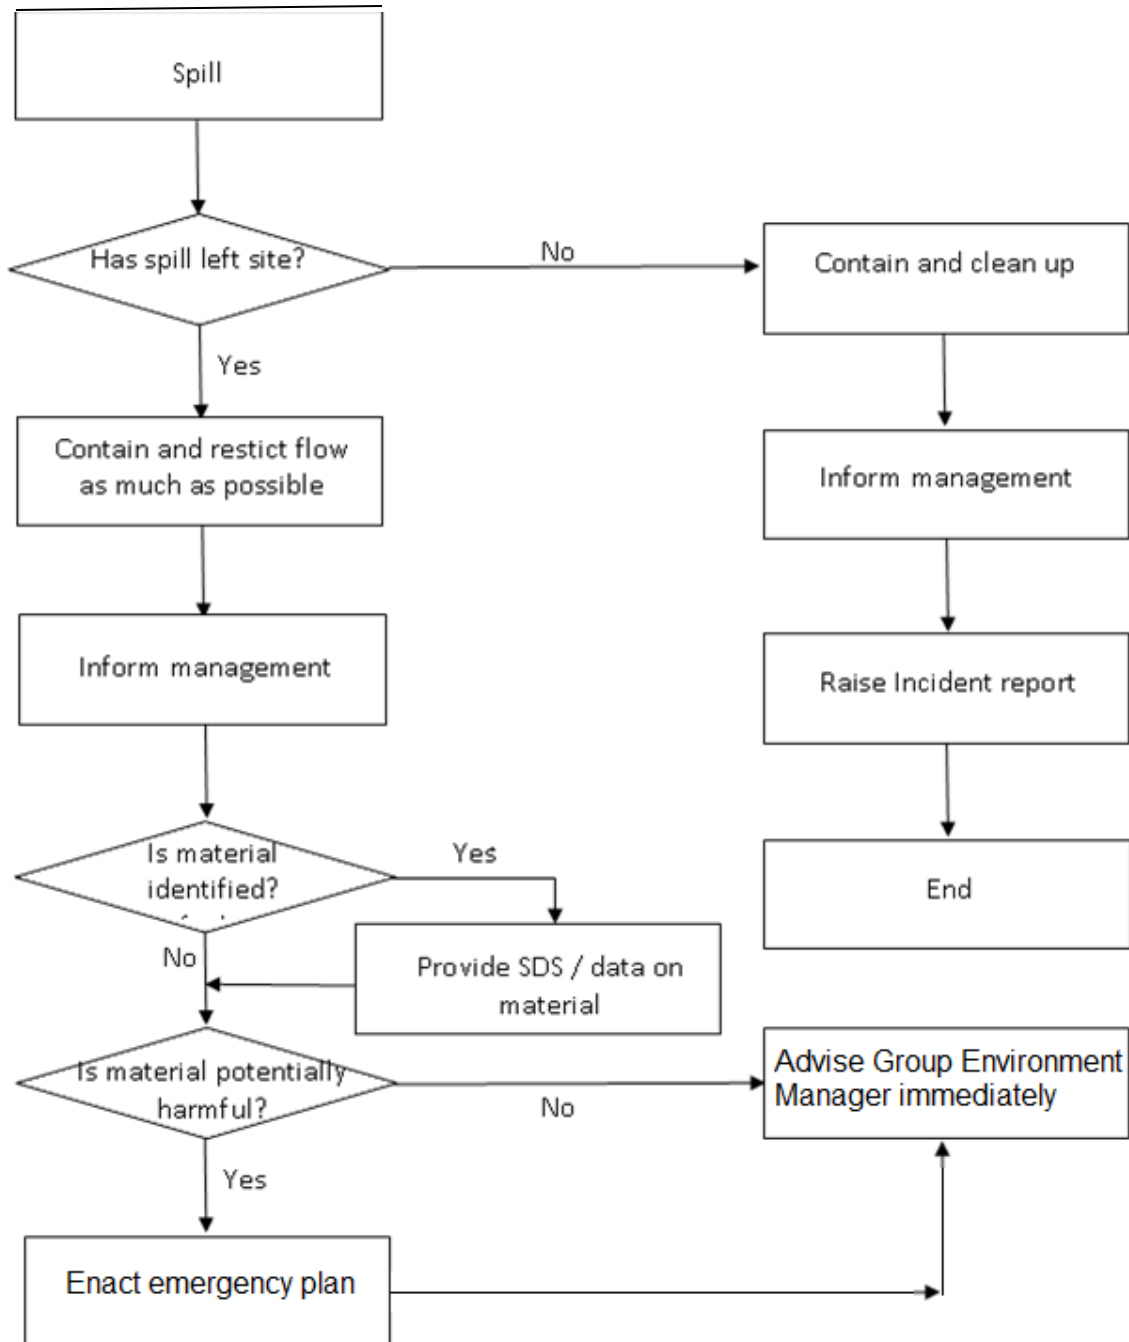 Spill
Has spill left site?
No
Contain and clean up
Yes
Contain and restict flow
as much as possible
Inform management
Inform management
Raise Incident report
Is material
identified?
Yes
End
No
Provide SDS / data on
material
Is material potentially
harmful?
No
Advise Group Environment
Manager immediately
Yes
Enact emergency plan